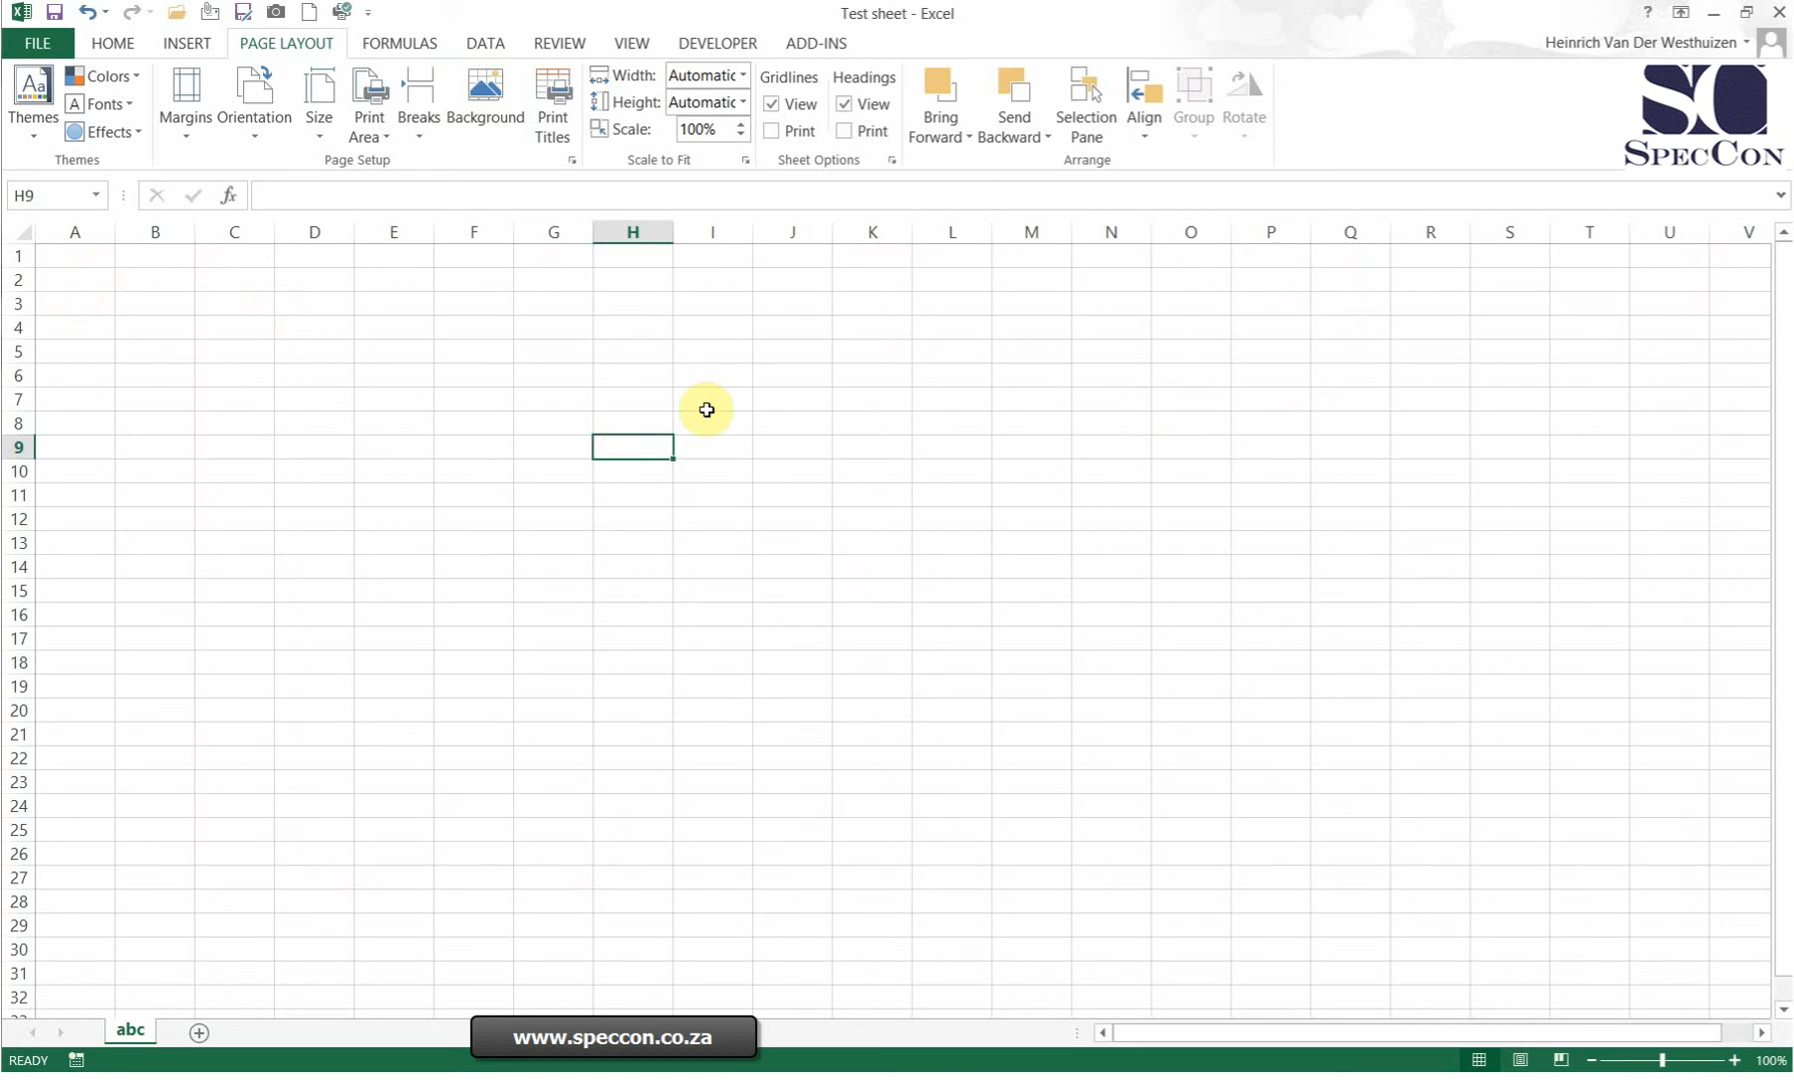 Test sheet - Excel
?
FILE HOME INSERT PAGE LAYOUT FORMULAS DATA REVIEW VIEW DEVELOPER ADD-INS
Heinrich Van Der Westhuizen
Aa
Themes
Colors
A Fonts
Effects
Themes
Margins
Orientation
Size
Print
Area
Breaks
Background
Print
Titles
Page Setup
Width: Automatic
Height: Automatic
Scale: 100%
Scale to Fit
Gridlines Headings
View View
Print Print
Sheet Options
Bring
Forward
Send
Backward
Selection
Pane
Align
Group
Rotate
Arrange
SC
SPECCON
H9 fx
A B C D E F G H I J K L M N O P Q R S T U V
1
2
3
4
5
6
7
8
9
10
11
12
13
14
15
16
17
18
19
20
21
22
23
24
25
26
27
28
29
30
31
32
abc
www.speccon.co.za
READY
100%